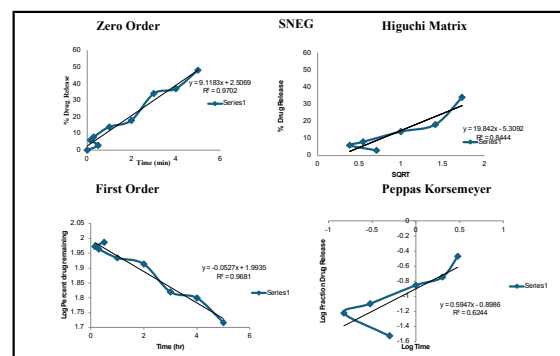 Zero Order
SNEG
Higuchi Matrix
% Drug Release
60
50
40
30
20
10
0
0 2 4 6
Time (min)
y = 9.1183x + 2.5069
R² = 0.9702
Series1
% Drug Release
60
50
40
30
20
10
0
0 0.5 1 1.5 2
SQRT
y = 19.842x - 5.3092
R² = 0.8444
Series1
First Order
Peppas Korsemeyer
Log Percent drug remaining
2.05
2
1.95
1.9
1.85
1.8
1.75
1.7
0 2 4 6
Time (hr)
y = -0.0527x + 1.9935
R² = 0.9681
Series1
Log Fraction Drug Release
-1 -0.5 0 0.5 1
0
-0.2
-0.4
-0.6
-0.8
-1
-1.2
-1.4
-1.6
Log Time
y = 0.5947x - 0.8986
R² = 0.6244
Series1